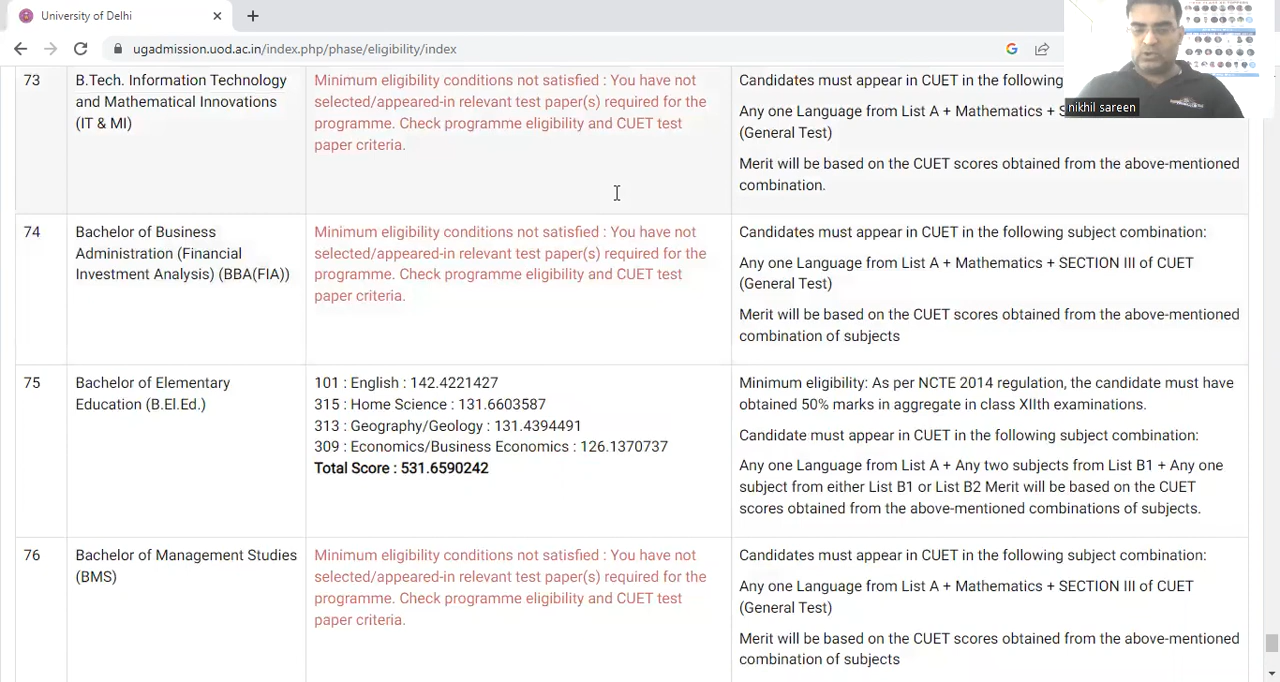 University of Delhi
ugadmission.uod.ac.in/index.php/phase/eligibility/index
nikhil sareen
73
B.Tech. Information Technology
and Mathematical Innovations
(IT & MI)
Minimum eligibility conditions not satisfied : You have not
selected/appeared-in relevant test paper(s) required for the
programme. Check programme eligibility and CUET test
paper criteria.
Candidates must appear in CUET in the following
Any one Language from List A + Mathematics + S
(General Test)
Merit will be based on the CUET scores obtained from the above-mentioned
combination.
74
Bachelor of Business
Administration (Financial
Investment Analysis) (BBA(FIA))
Minimum eligibility conditions not satisfied : You have not
selected/appeared-in relevant test paper(s) required for the
programme. Check programme eligibility and CUET test
paper criteria.
Candidates must appear in CUET in the following subject combination:
Any one Language from List A + Mathematics + SECTION III of CUET
(General Test)
Merit will be based on the CUET scores obtained from the above-mentioned
combination of subjects
75
Bachelor of Elementary
Education (B.El.Ed.)
101 : English : 142.4221427
315 : Home Science : 131.6603587
313 : Geography/Geology : 131.4394491
309 : Economics/Business Economics : 126.1370737
Total Score : 531.6590242
Minimum eligibility: As per NCTE 2014 regulation, the candidate must have
obtained 50% marks in aggregate in class XIIth examinations.
Candidate must appear in CUET in the following subject combination:
Any one Language from List A + Any two subjects from List B1 + Any one
subject from either List B1 or List B2 Merit will be based on the CUET
scores obtained from the above-mentioned combinations of subjects.
76
Bachelor of Management Studies
(BMS)
Minimum eligibility conditions not satisfied : You have not
selected/appeared-in relevant test paper(s) required for the
programme. Check programme eligibility and CUET test
paper criteria.
Candidates must appear in CUET in the following subject combination:
Any one Language from List A + Mathematics + SECTION III of CUET
(General Test)
Merit will be based on the CUET scores obtained from the above-mentioned
combination of subjects